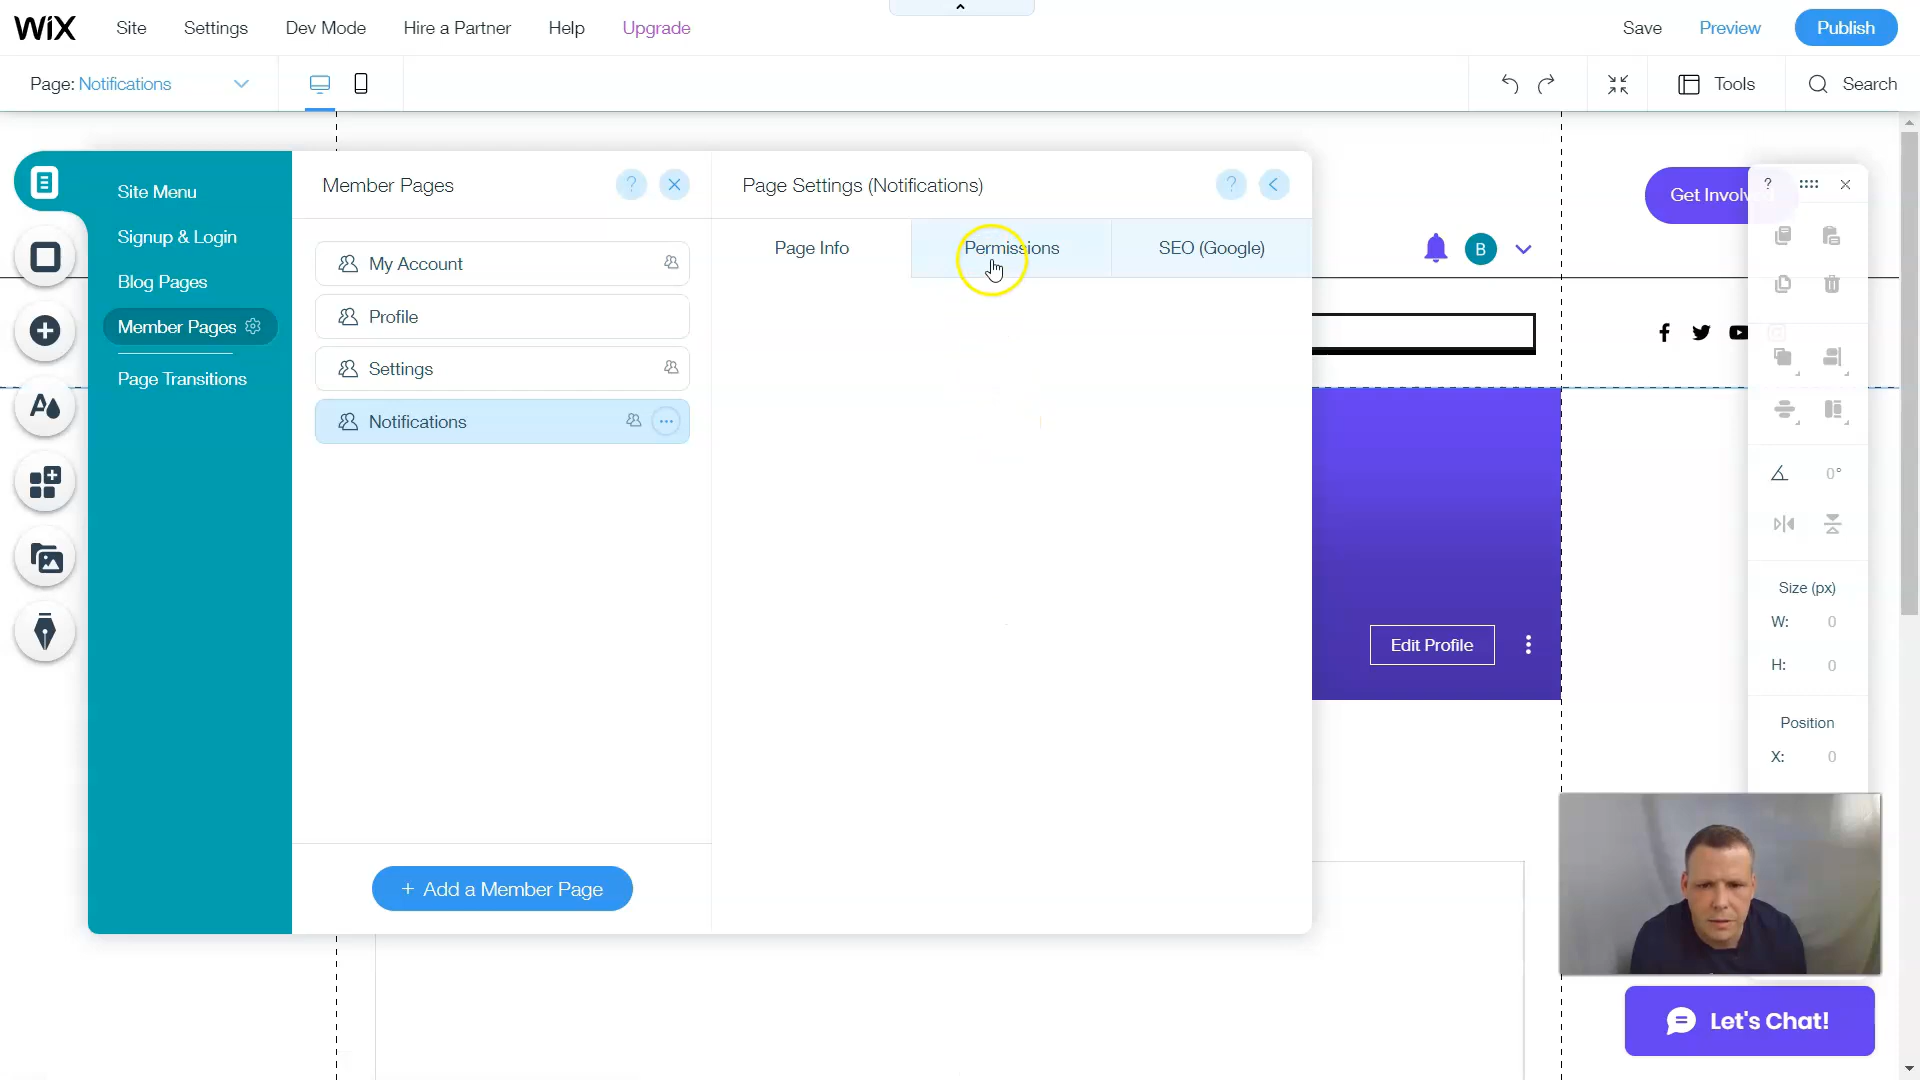 WiX
Site
Settings
Dev Mode
Hire a Partner
Help
Upgrade
Save
Preview
Publish
Page: Notifications
Tools
Search
Site Menu
Signup & Login
Blog Pages
Member Pages
Page Transitions
Member Pages
?
My Account
Profile
Settings
Notifications
+ Add a Member Page
Page Settings (Notifications)
?
Page Info
Permissions
SEO (Google)
Get Involv
B
Edit Profile
?
0°
Size (px)
W: 0
H: 0
Position
X: 0
Let's Chat!